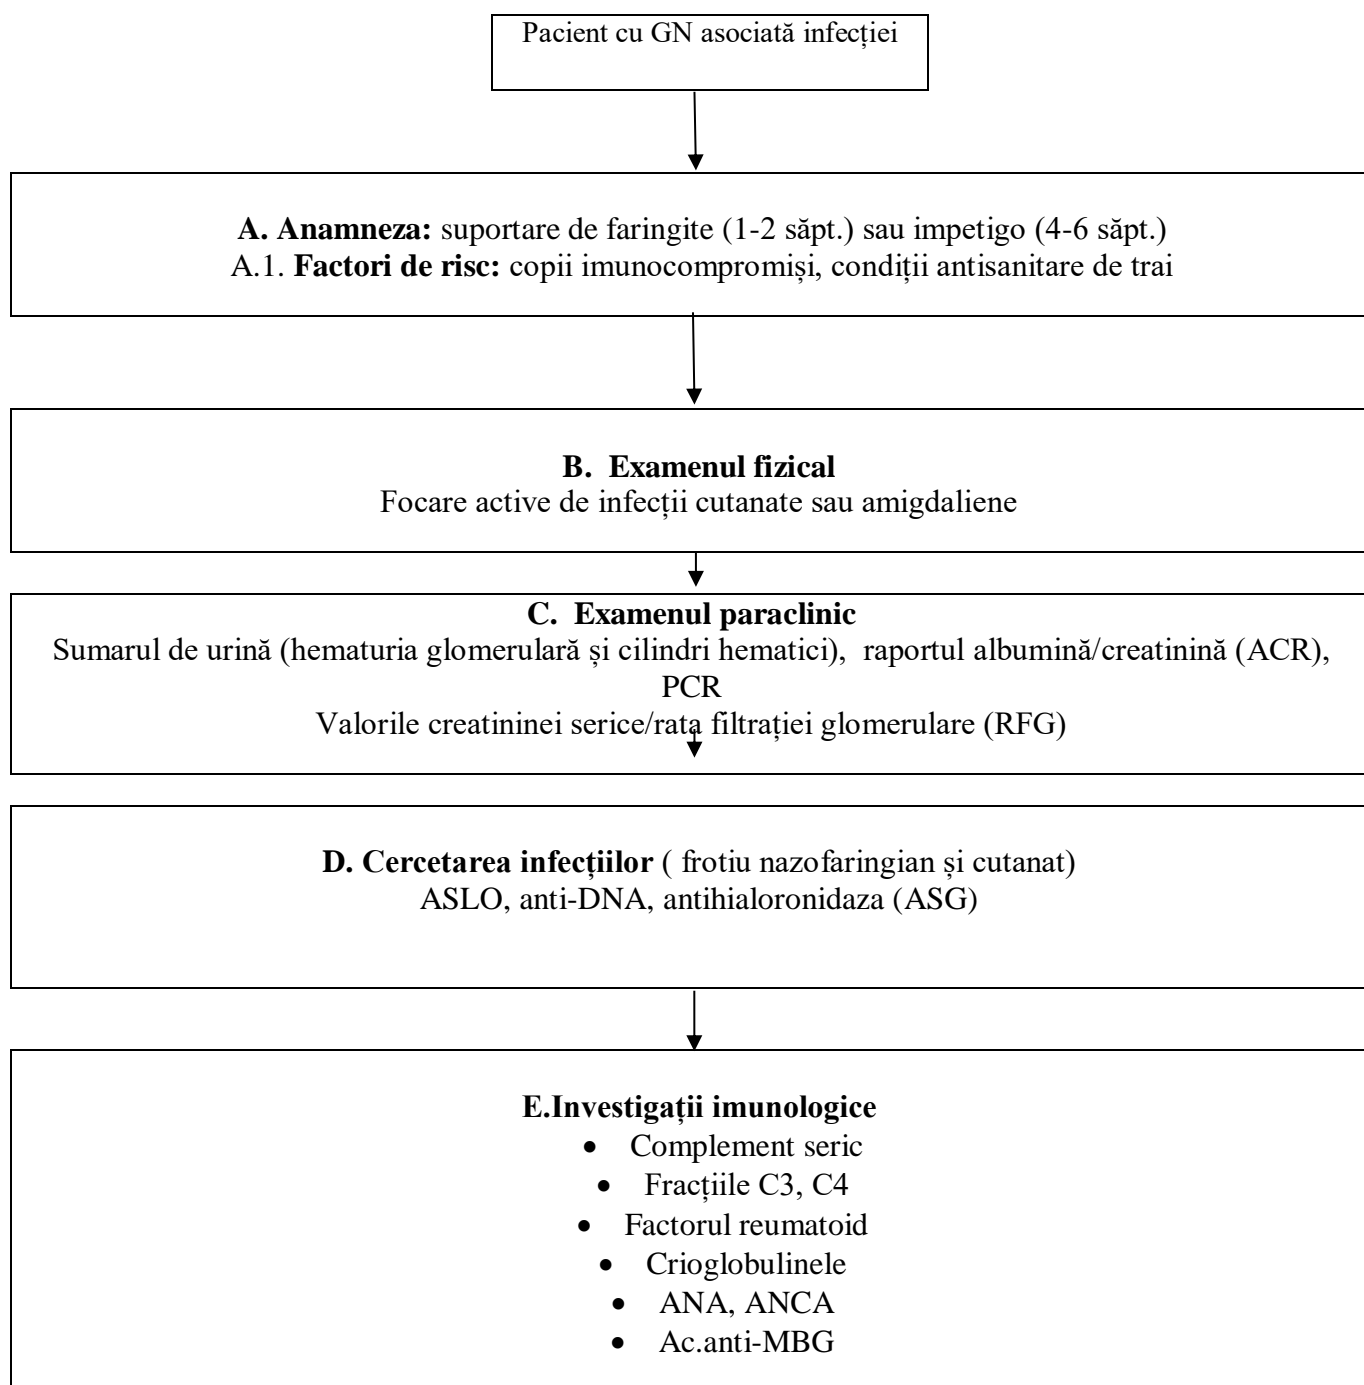 Pacient cu GN asociată infecției
A. Anamneza: suportare de faringite (1-2 săpt.) sau impetigo (4-6 săpt.)
A.1. Factori de risc: copii imunocompromiși, condiții antisanitare de trai
B. Examenul fizical
Focare active de infecții cutanate sau amigdaliene
C. Examenul paraclinic
Sumarul de urină (hematuria glomerulară și cilindri hematici), raportul albumină/creatinină (ACR),
PCR
Valorile creatininei serice/rata filtrației glomerulare (RFG)
D. Cercetarea infecțiilor ( frotiu nazofaringian și cutanat)
ASLO, anti-DNA, antihialoronidaza (ASG)
E.Investigații imunologice
• Complement seric
• Fracțiile C3, C4
• Factorul reumatoid
• Crioglobulinele
• ANA, ANCA
• Ac.anti-MBG